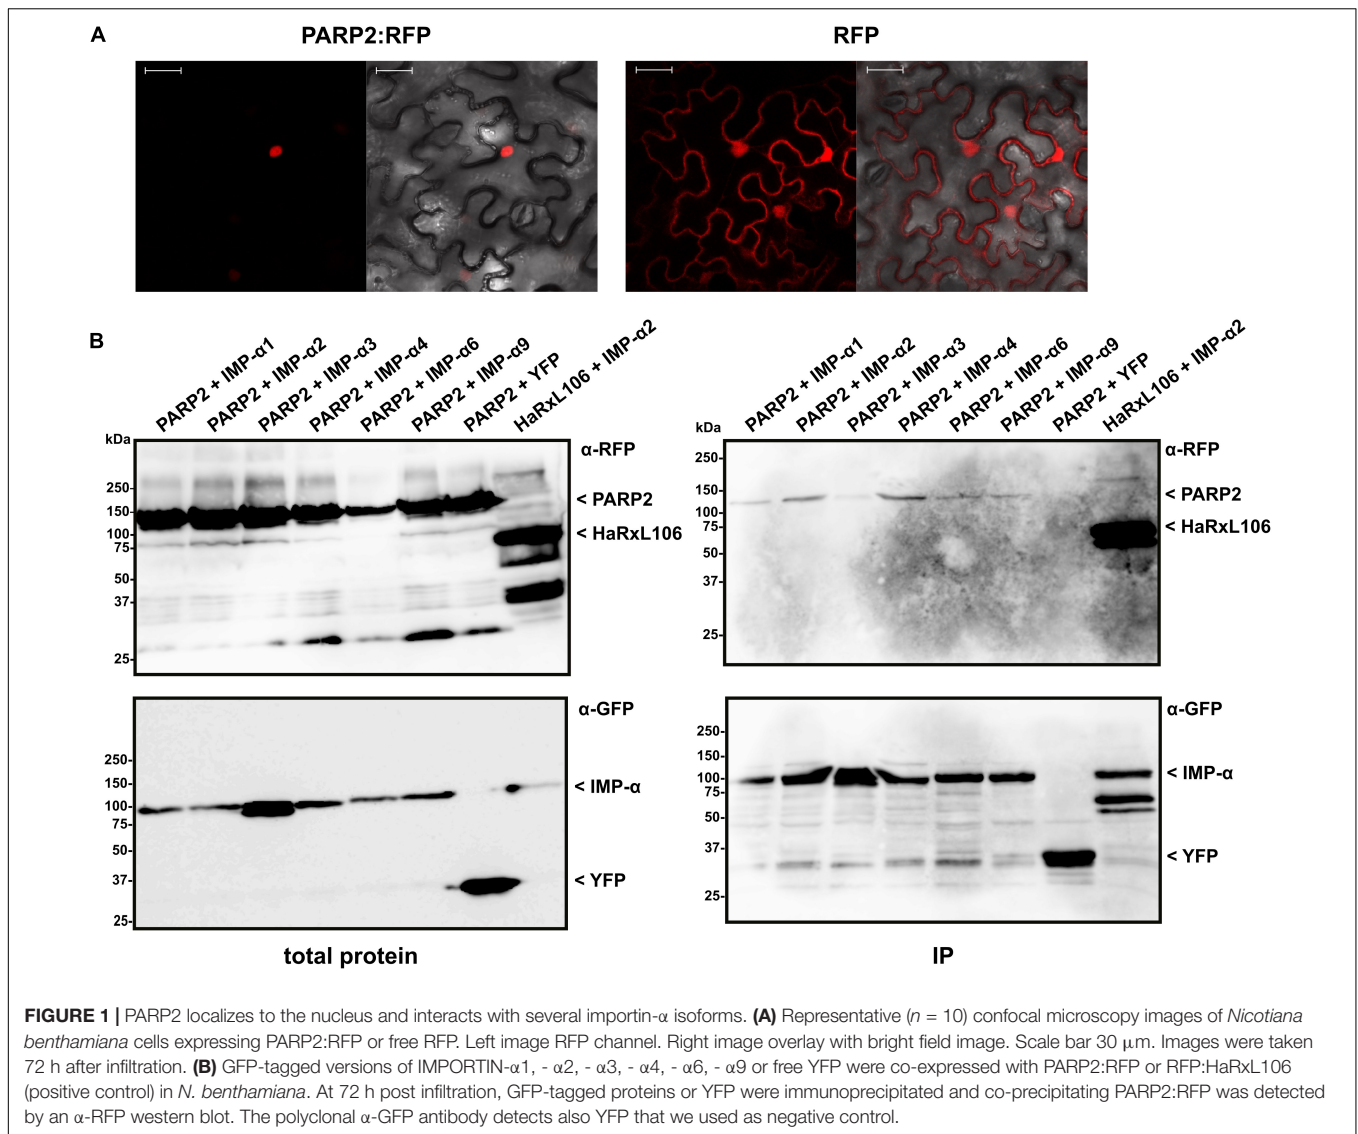 A
PARP2:RFP
RFP
B
PARP2 + IMP-α1
PARP2 + IMP-α2
PARP2 + IMP-α3
PARP2 + IMP-α4
PARP2 + IMP-α6
PARP2 + IMP-α9
PARP2 + YFP
HaRxL106 + IMP-α2
kDa
250-
150-
100-
75-
50-
37-
25-
α-RFP
< PARP2
< HaRxL106
PARP2 + IMP-α1
PARP2 + IMP-α2
PARP2 + IMP-α3
PARP2 + IMP-α4
PARP2 + IMP-α6
PARP2 + IMP-α9
PARP2 + YFP
HaRxL106 + IMP-α2
kDa
250-
150-
100-
75-
50-
37-
25-
α-RFP
< PARP2
< HaRxL106
250-
150-
100-
75-
50-
37-
25-
α-GFP
< IMP-α
< YFP
total protein
250-
150-
100-
75-
50-
37-
25-
α-GFP
< IMP-α
< YFP
IP
FIGURE 1 | PARP2 localizes to the nucleus and interacts with several importin-α isoforms. (A) Representative (n = 10) confocal microscopy images of Nicotiana
benthamiana cells expressing PARP2:RFP or free RFP. Left image RFP channel. Right image overlay with bright field image. Scale bar 30 μm. Images were taken
72 h after infiltration. (B) GFP-tagged versions of IMPORTIN-α1, - α2, - α3, - α4, - α6, - α9 or free YFP were co-expressed with PARP2:RFP or RFP:HaRxL106
(positive control) in N. benthamiana. At 72 h post infiltration, GFP-tagged proteins or YFP were immunoprecipitated and co-precipitating PARP2:RFP was detected
by an α-RFP western blot. The polyclonal α-GFP antibody detects also YFP that we used as negative control.